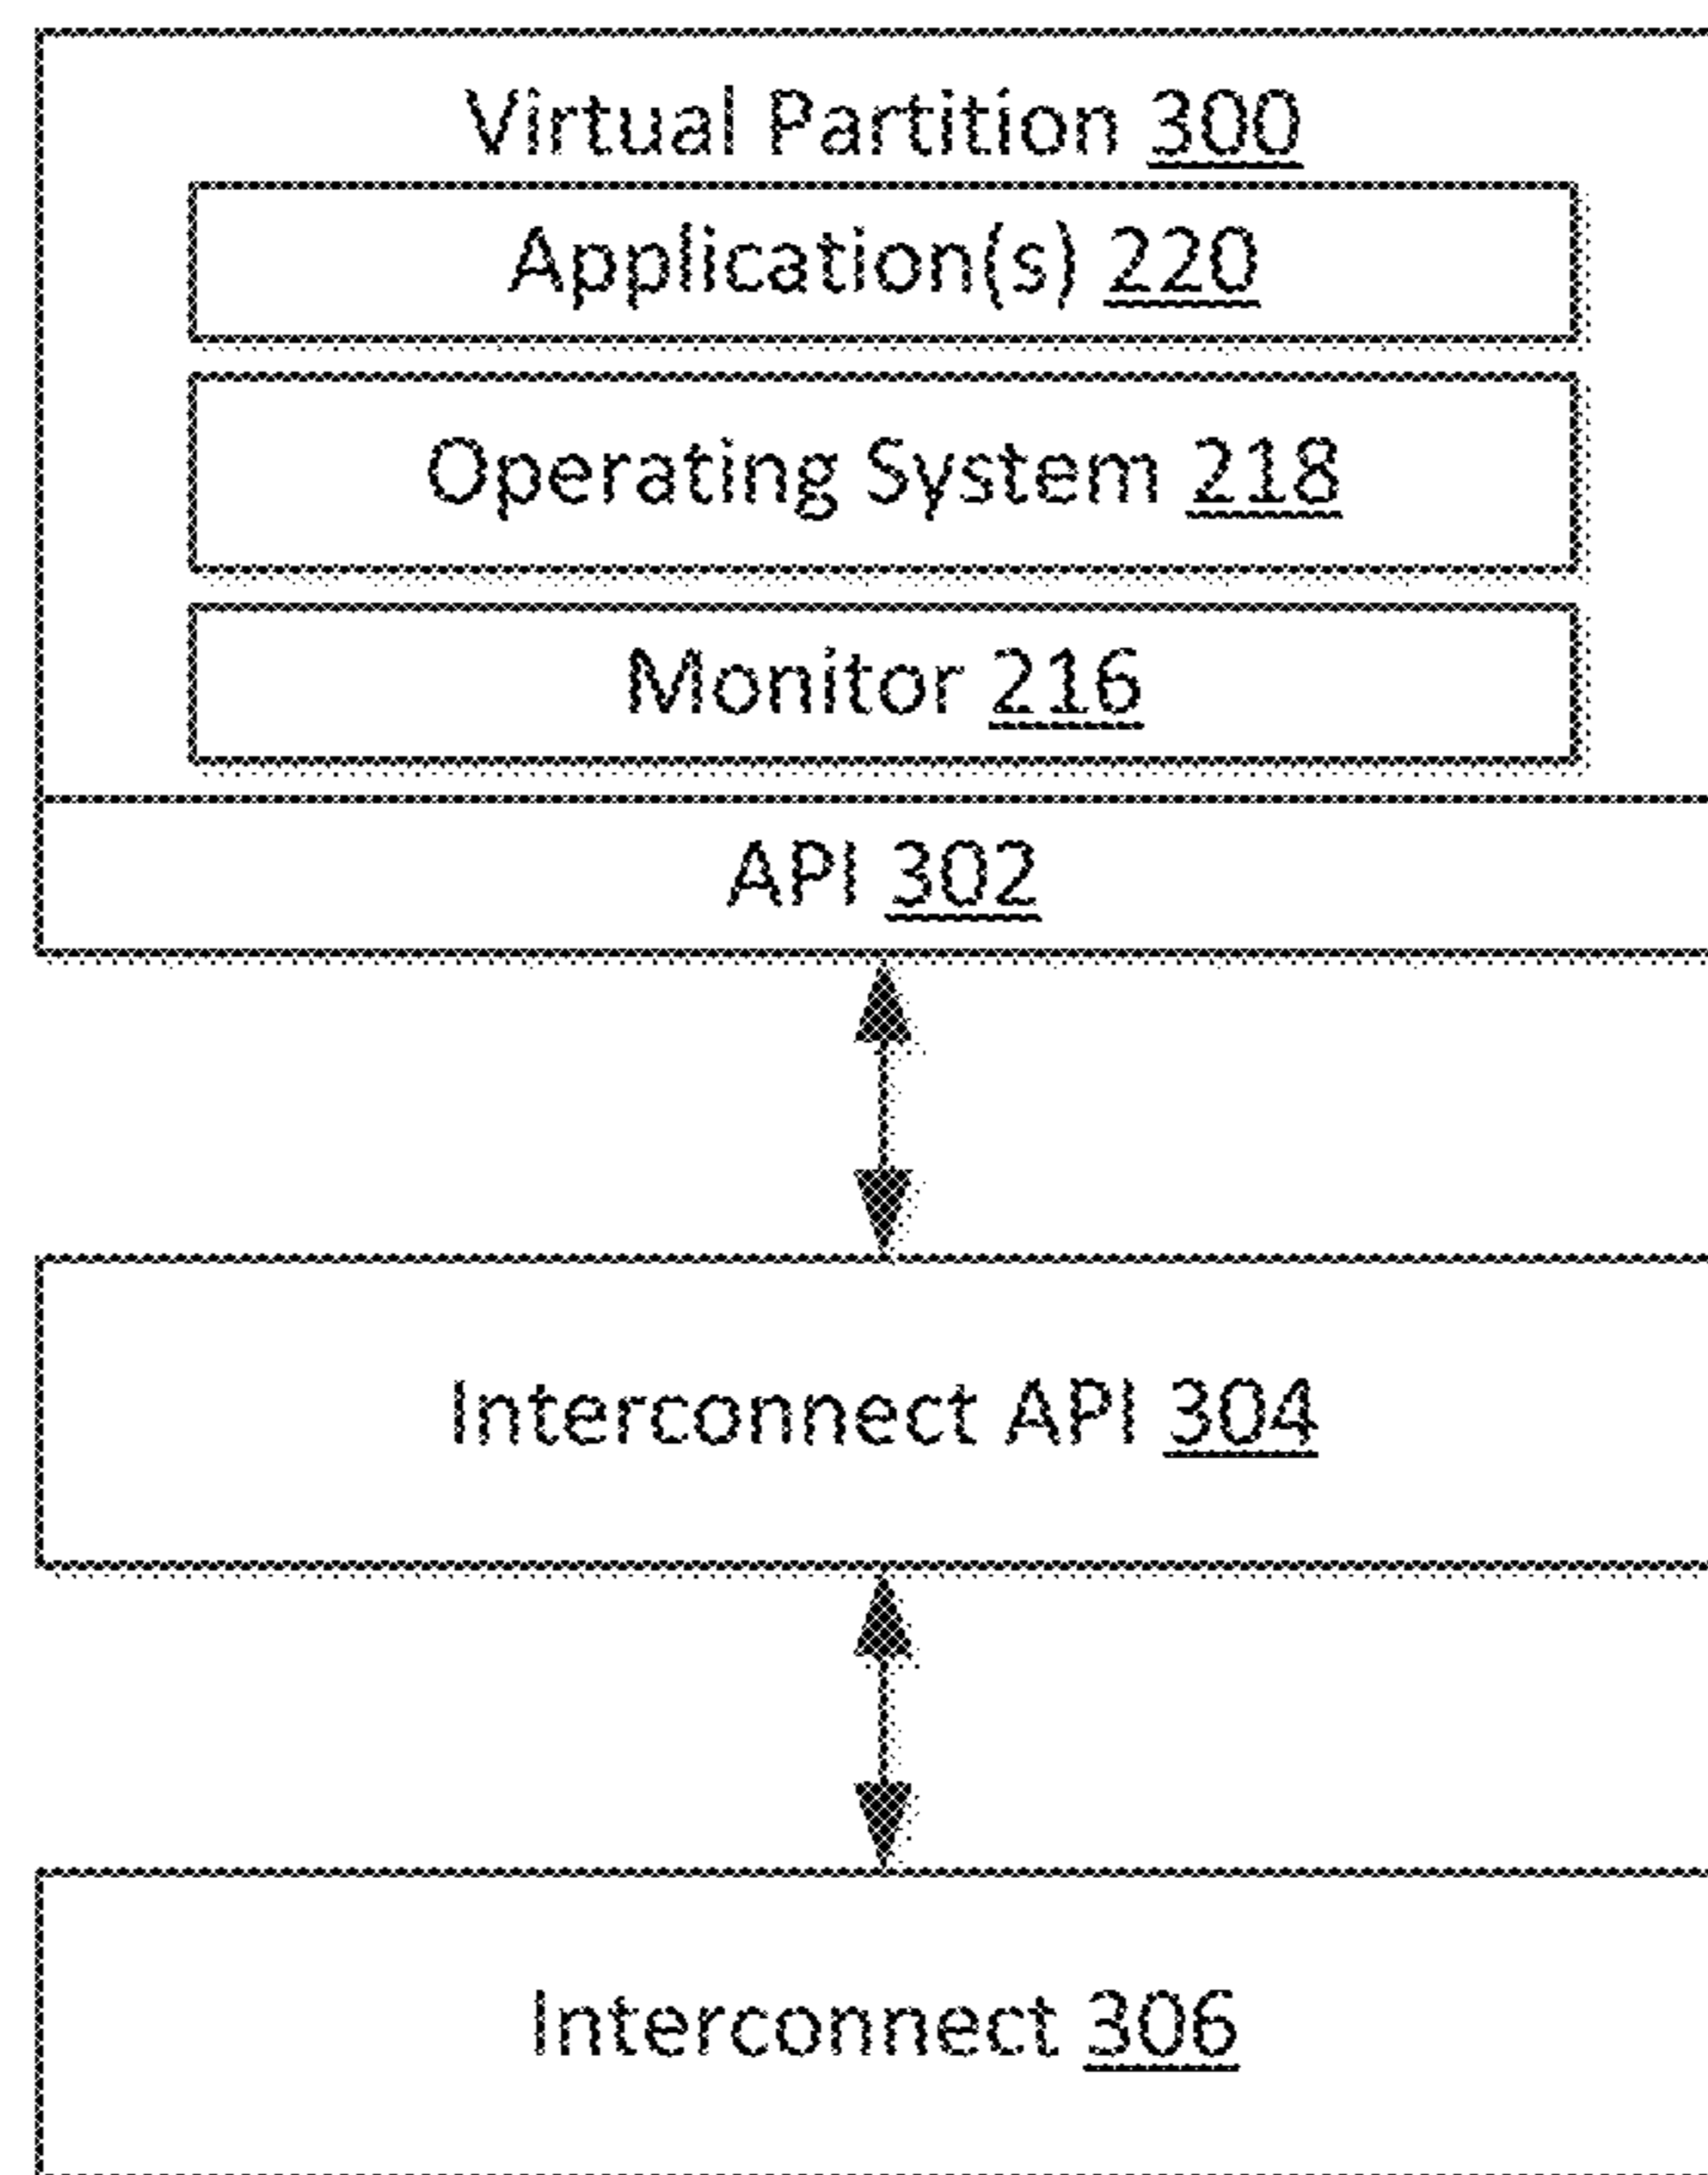 Virtual Partition 300
Application(s) 220
Operating System 218
Monitor 216
API 302
Interconnect API 304
Interconnect 306